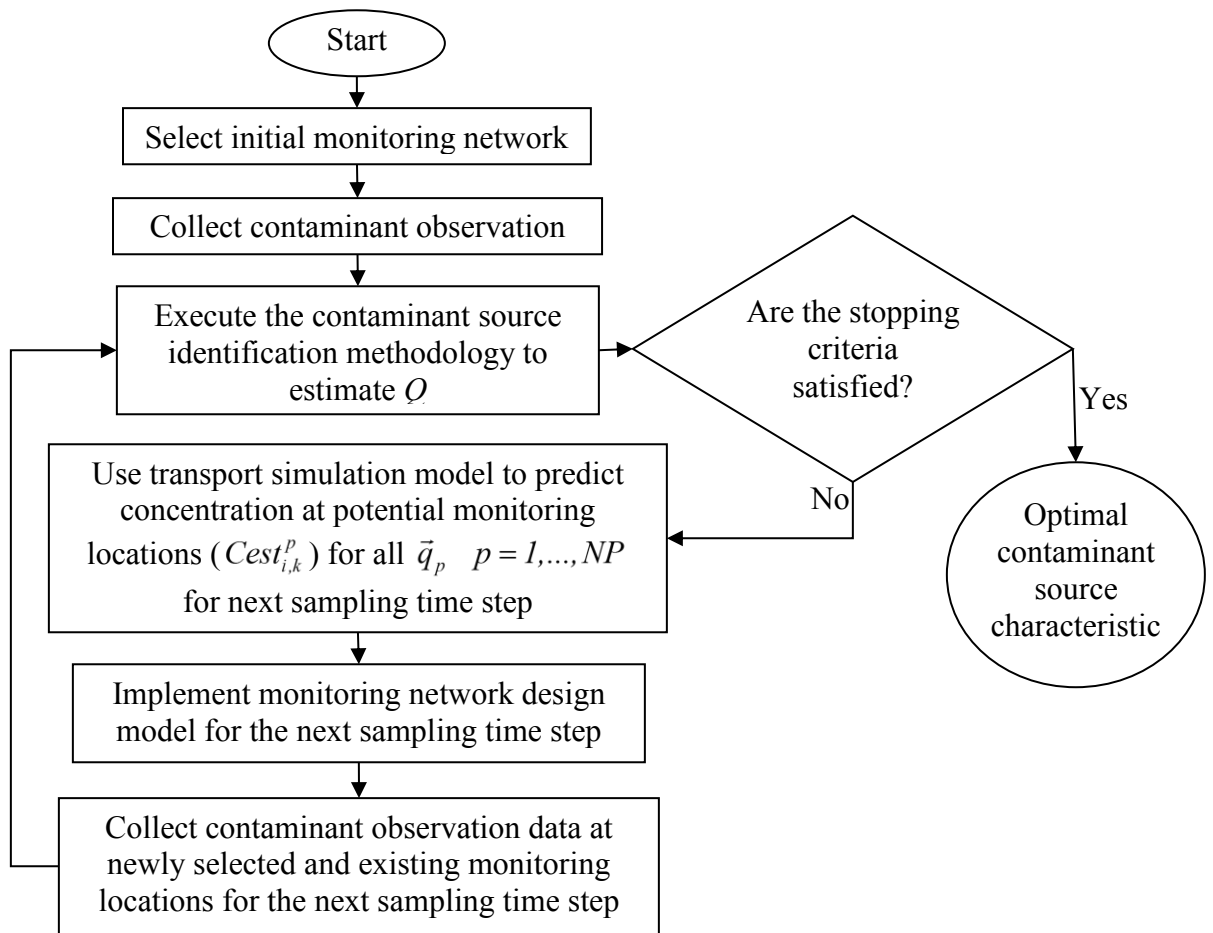 Start
Select initial monitoring network
Collect contaminant observation
Execute the contaminant source
identification methodology to
estimate Q
Are the stopping
criteria
satisfied?
Yes
No
Optimal
contaminant
source
characteristic
Use transport simulation model to predict
concentration at potential monitoring
locations ($Cest_{i,k}^{p}$) for all $\vec{q}_p$ $p = 1,...,NP$
for next sampling time step
Implement monitoring network design
model for the next sampling time step
Collect contaminant observation data at
newly selected and existing monitoring
locations for the next sampling time step